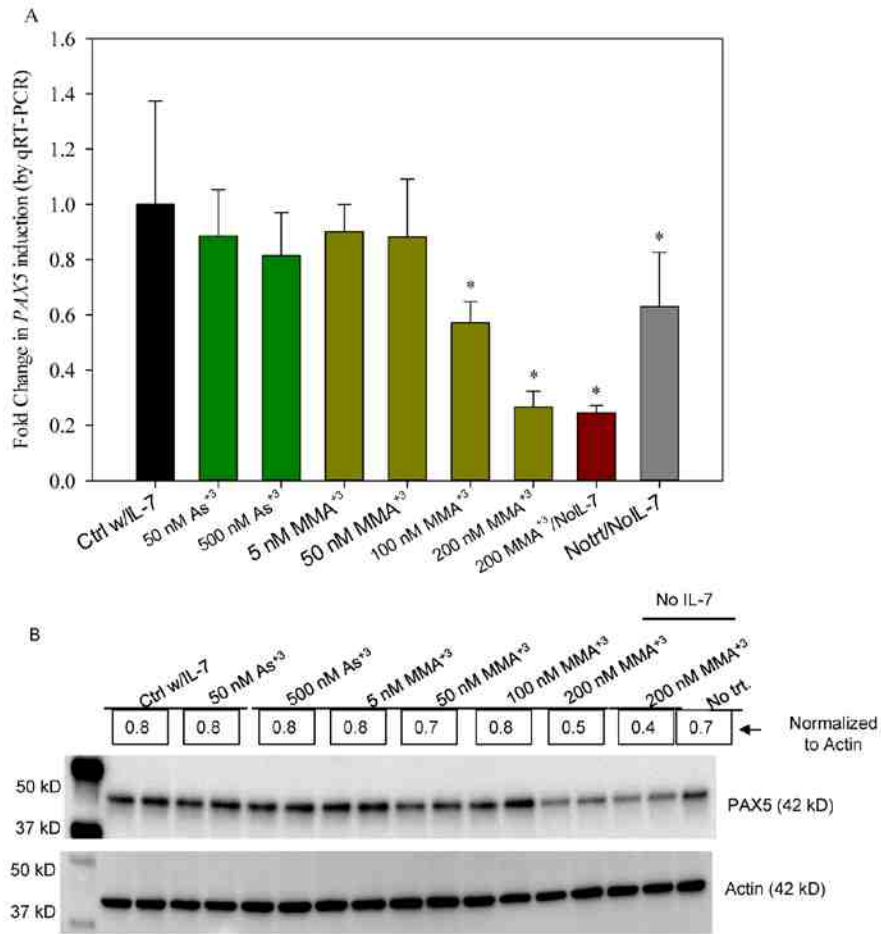 A
Fold Change in PAX5 induction (by qRT-PCR)
1.6
1.4
1.2
1.0
0.8
0.6
0.4
0.2
0.0
*
*
*
*
Ctrl w/IL-7
50 nM As+3
500 nM As+3
5 nM MMA+3
50 nM MMA+3
100 nM MMA+3
200 nM MMA+3
200 MMA+3/NoIL-7
Notrt/NoIL-7
B
No IL-7
Ctrl w/IL-7
50 nM As+3
500 nM As+3
5 nM MMA+3
50 nM MMA+3
100 nM MMA+3
200 nM MMA+3
200 nM MMA+3
No trt.
0.8 0.8 0.8 0.8 0.7 0.8 0.5 0.4 0.7
Normalized
to Actin
50 kD
37 kD
PAX5 (42 kD)
50 kD
37 kD
Actin (42 kD)